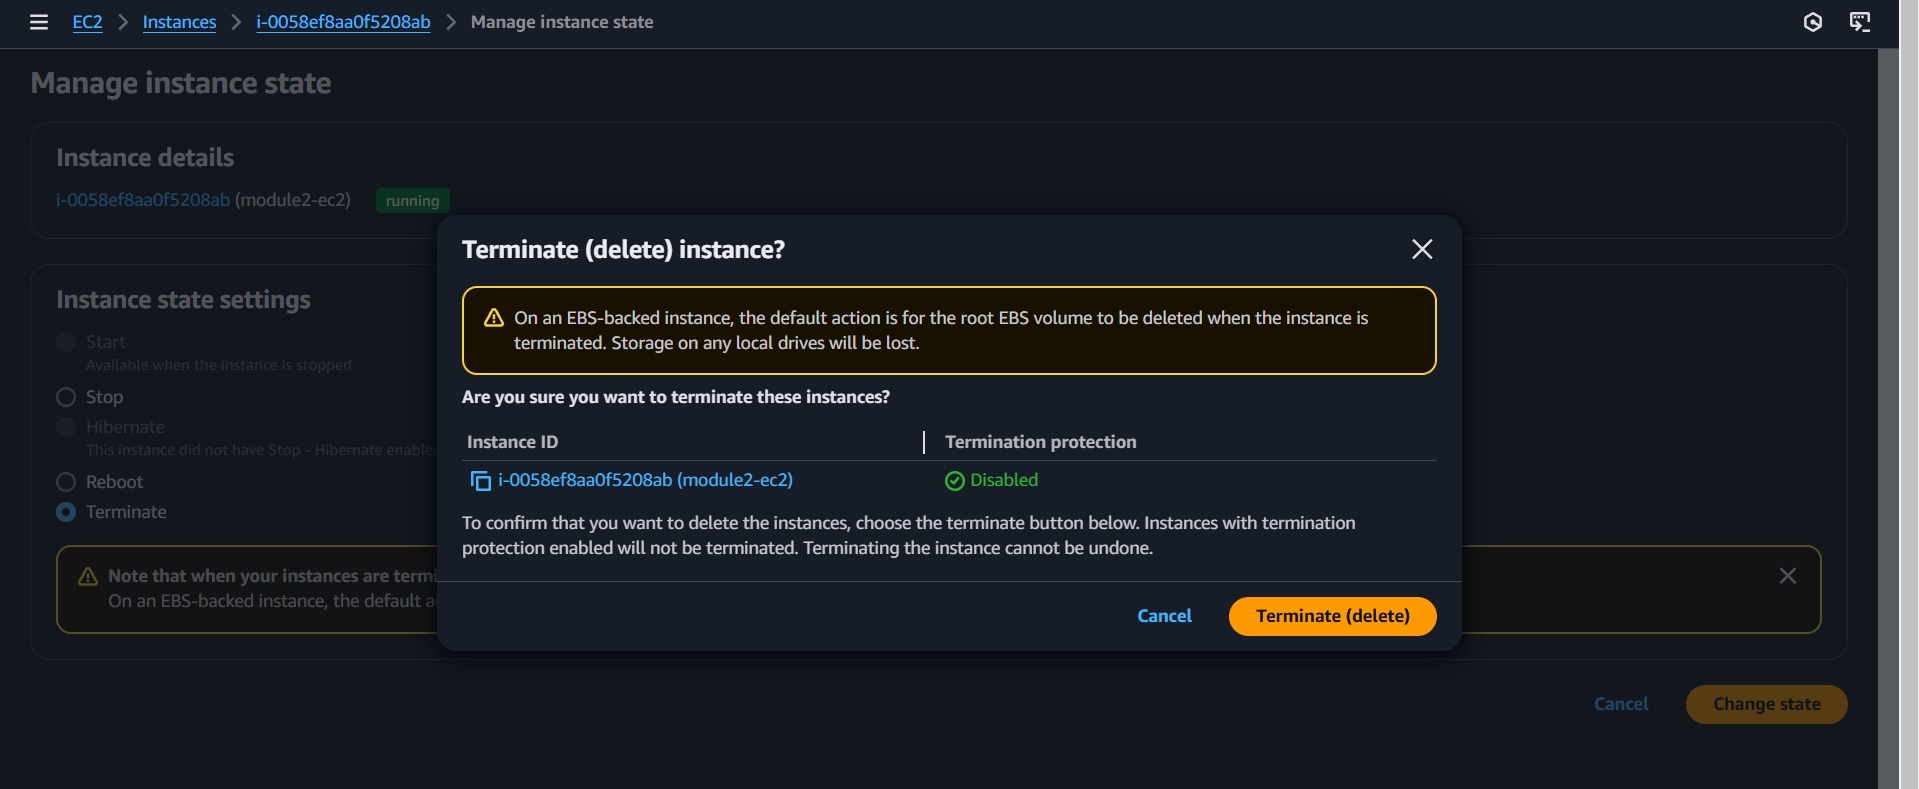 EC2 > Instances > i-0058ef8aa0f5208ab > Manage instance state
Manage instance state
Instance details
i-0058ef8aa0f5208ab (module2-ec2) running
Terminate (delete) instance?
On an EBS-backed instance, the default action is for the root EBS volume to be deleted when the instance is
terminated. Storage on any local drives will be lost.
Are you sure you want to terminate these instances?
Instance ID Termination protection
i-0058ef8aa0f5208ab (module2-ec2) Disabled
To confirm that you want to delete the instances, choose the terminate button below. Instances with termination
protection enabled will not be terminated. Terminating the instance cannot be undone.
Cancel Terminate (delete)
Instance state settings
Start
Available when the instance is stopped
Stop
Hibernate
This instance did not have Stop - Hibernate
Reboot
Terminate
Note that when your instances are
On an EBS-backed instance, the default
Cancel Change state